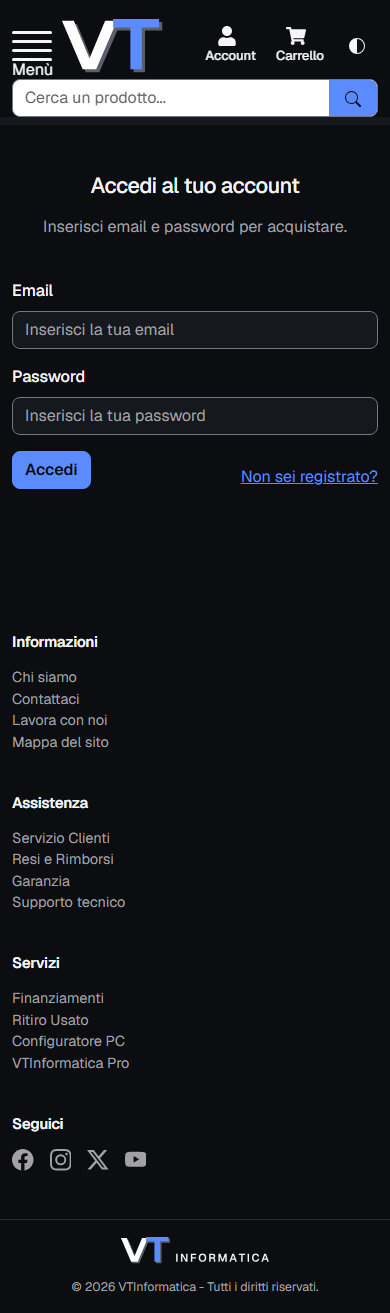 Menù
VT
Account
Carrello
Cerca un prodotto...
Accedi al tuo account
Inserisci email e password per acquistare.
Email
Inserisci la tua email
Password
Inserisci la tua password
Accedi
Non sei registrato?
Informazioni
Chi siamo
Contattaci
Lavora con noi
Mappa del sito
Assistenza
Servizio Clienti
Resi e Rimborsi
Garanzia
Supporto tecnico
Servizi
Finanziamenti
Ritiro Usato
Configuratore PC
VTInformatica Pro
Seguici
VT INFORMATICA
© 2026 VTInformatica - Tutti i diritti riservati.